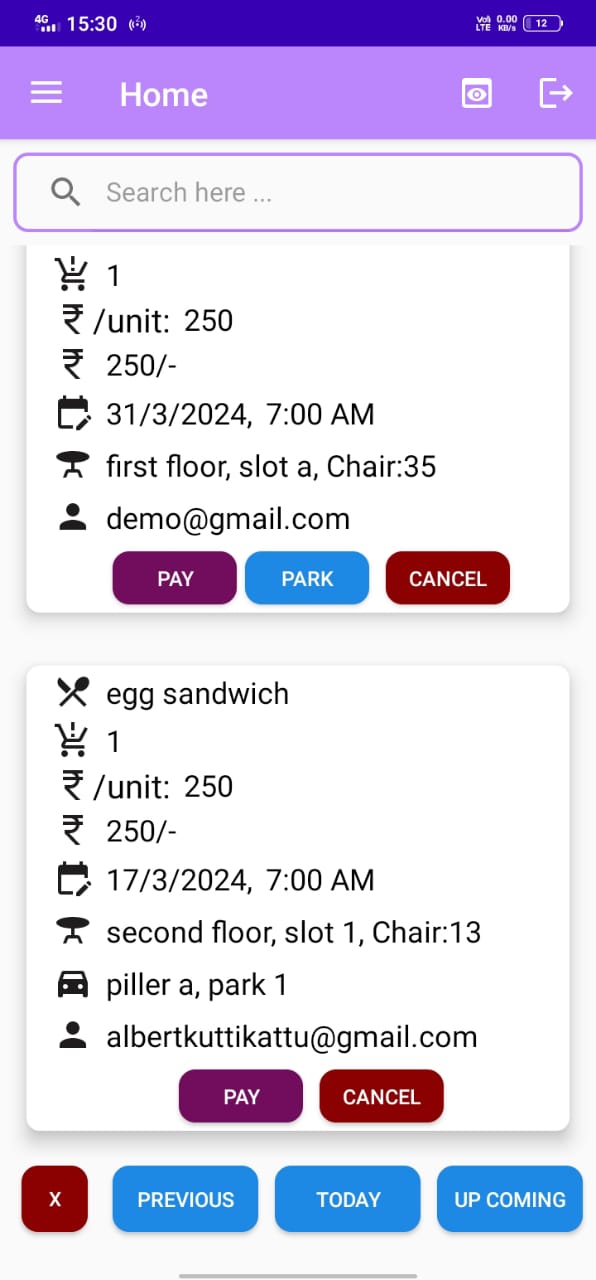 4G 15:30 VoI) LTE 0.00 KB/s 12
Home
Search here ...
1
₹ /unit: 250
₹ 250/-
31/3/2024, 7:00 AM
first floor, slot a, Chair:35
demo@gmail.com
PAY PARK CANCEL
egg sandwich
1
₹ /unit: 250
₹ 250/-
17/3/2024, 7:00 AM
second floor, slot 1, Chair:13
piller a, park 1
albertkuttikattu@gmail.com
PAY CANCEL
X PREVIOUS TODAY UP COMING